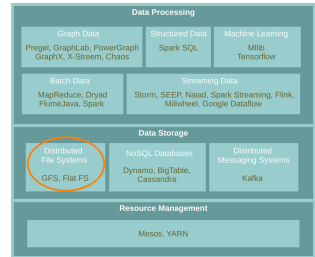 Data Processing
Graph Data
Pregel, GraphLab, PowerGraph
GraphX, X-Streem, Chaos
Structured Data
Spark SQL
Machine Learning
Mllib
Tensorflow
Batch Data
MapReduce, Dryad
FlumeJava, Spark
Streaming Data
Storm, SEEP, Naiad, Spark Streaming, Flink,
Millwheel, Google Dataflow
Data Storage
Distributed
File Systems
GFS, Flat FS
NoSQL Databases
Dynamo, BigTable,
Cassandra
Distributed
Messaging Systems
Kafka
Resource Management
Mesos, YARN